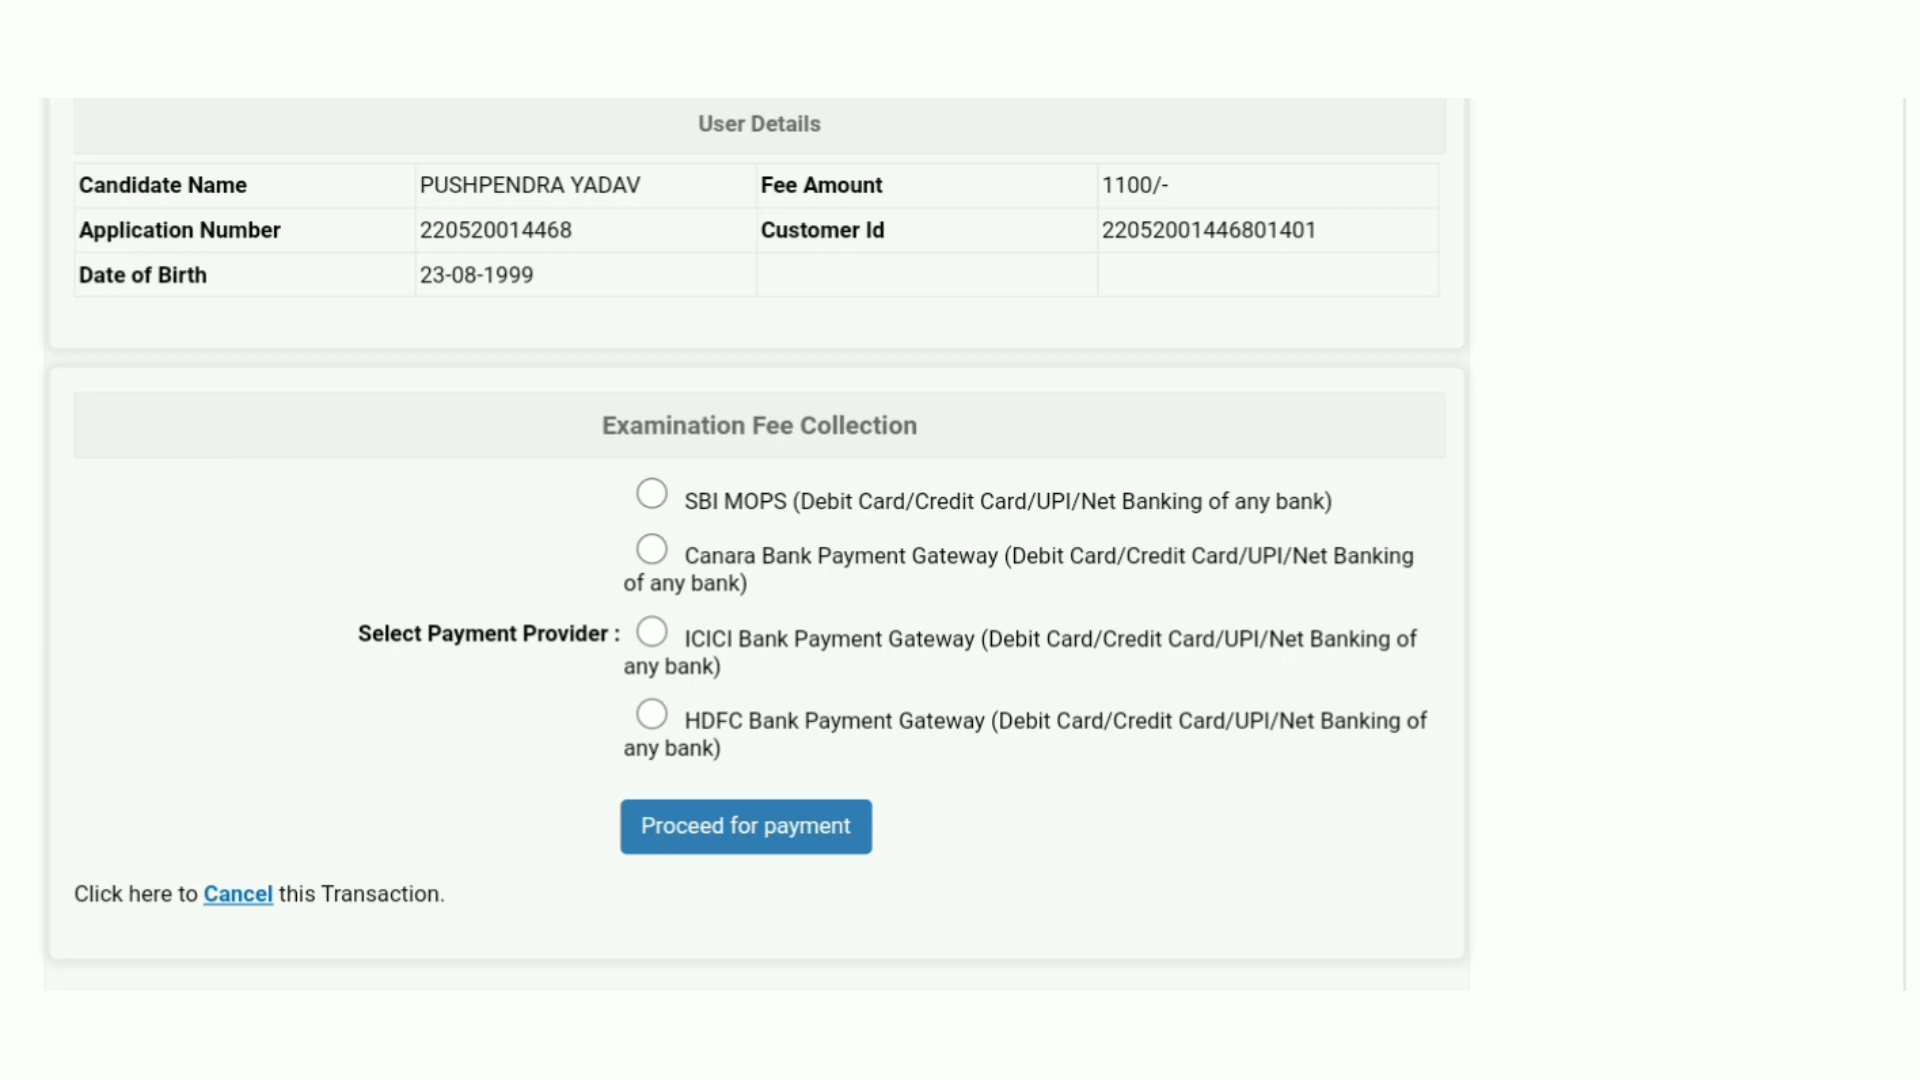 User Details
Candidate Name PUSHPENDRA YADAV Fee Amount 1100/-
Application Number 220520014468 Customer Id 22052001446801401
Date of Birth 23-08-1999
Examination Fee Collection
SBI MOPS (Debit Card/Credit Card/UPI/Net Banking of any bank)
Canara Bank Payment Gateway (Debit Card/Credit Card/UPI/Net Banking
of any bank)
Select Payment Provider : ICICI Bank Payment Gateway (Debit Card/Credit Card/UPI/Net Banking of
any bank)
HDFC Bank Payment Gateway (Debit Card/Credit Card/UPI/Net Banking of
any bank)
Proceed for payment
Click here to Cancel this Transaction.